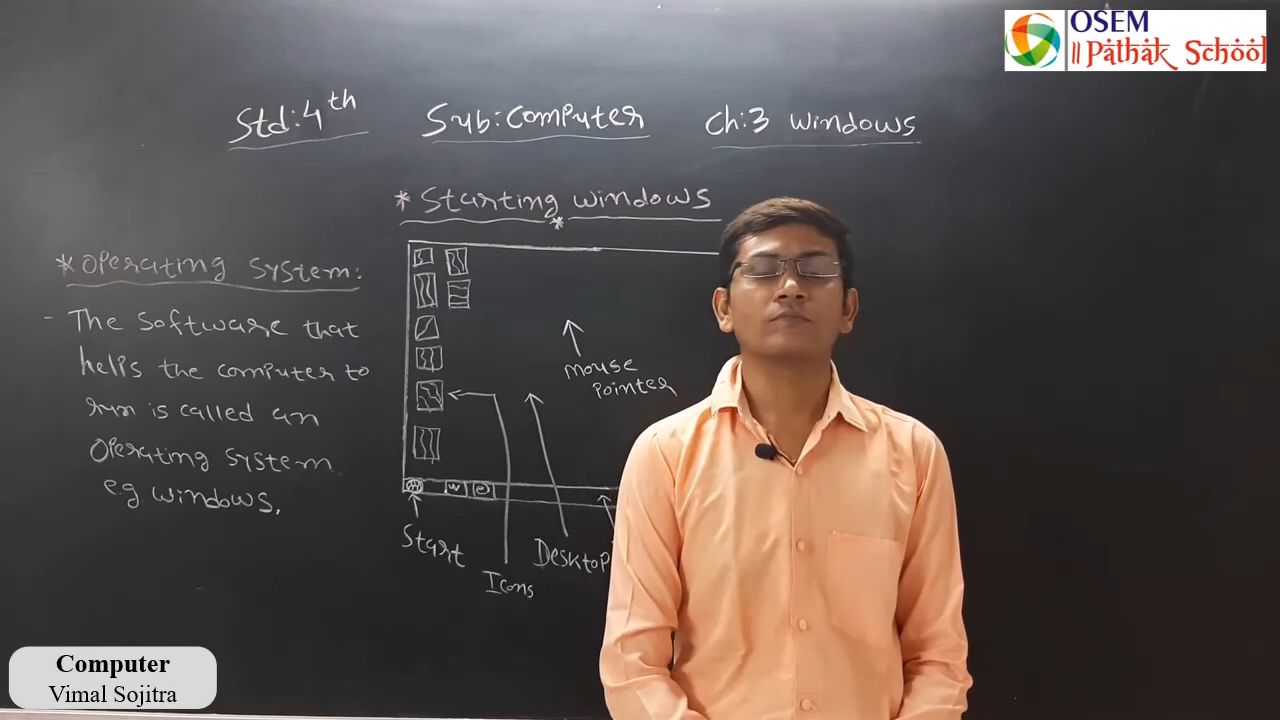 OSEM
॥ Pathak School
Std:4th
Sub:Computer
Ch:3 Windows
* Starting Windows
*
* Operating System:
- The Software that
helps the computer to
run is called an
Operating System.
e.g Windows.
mouse
pointer
Start
Icons
Desktop
Computer
Vimal Sojitra